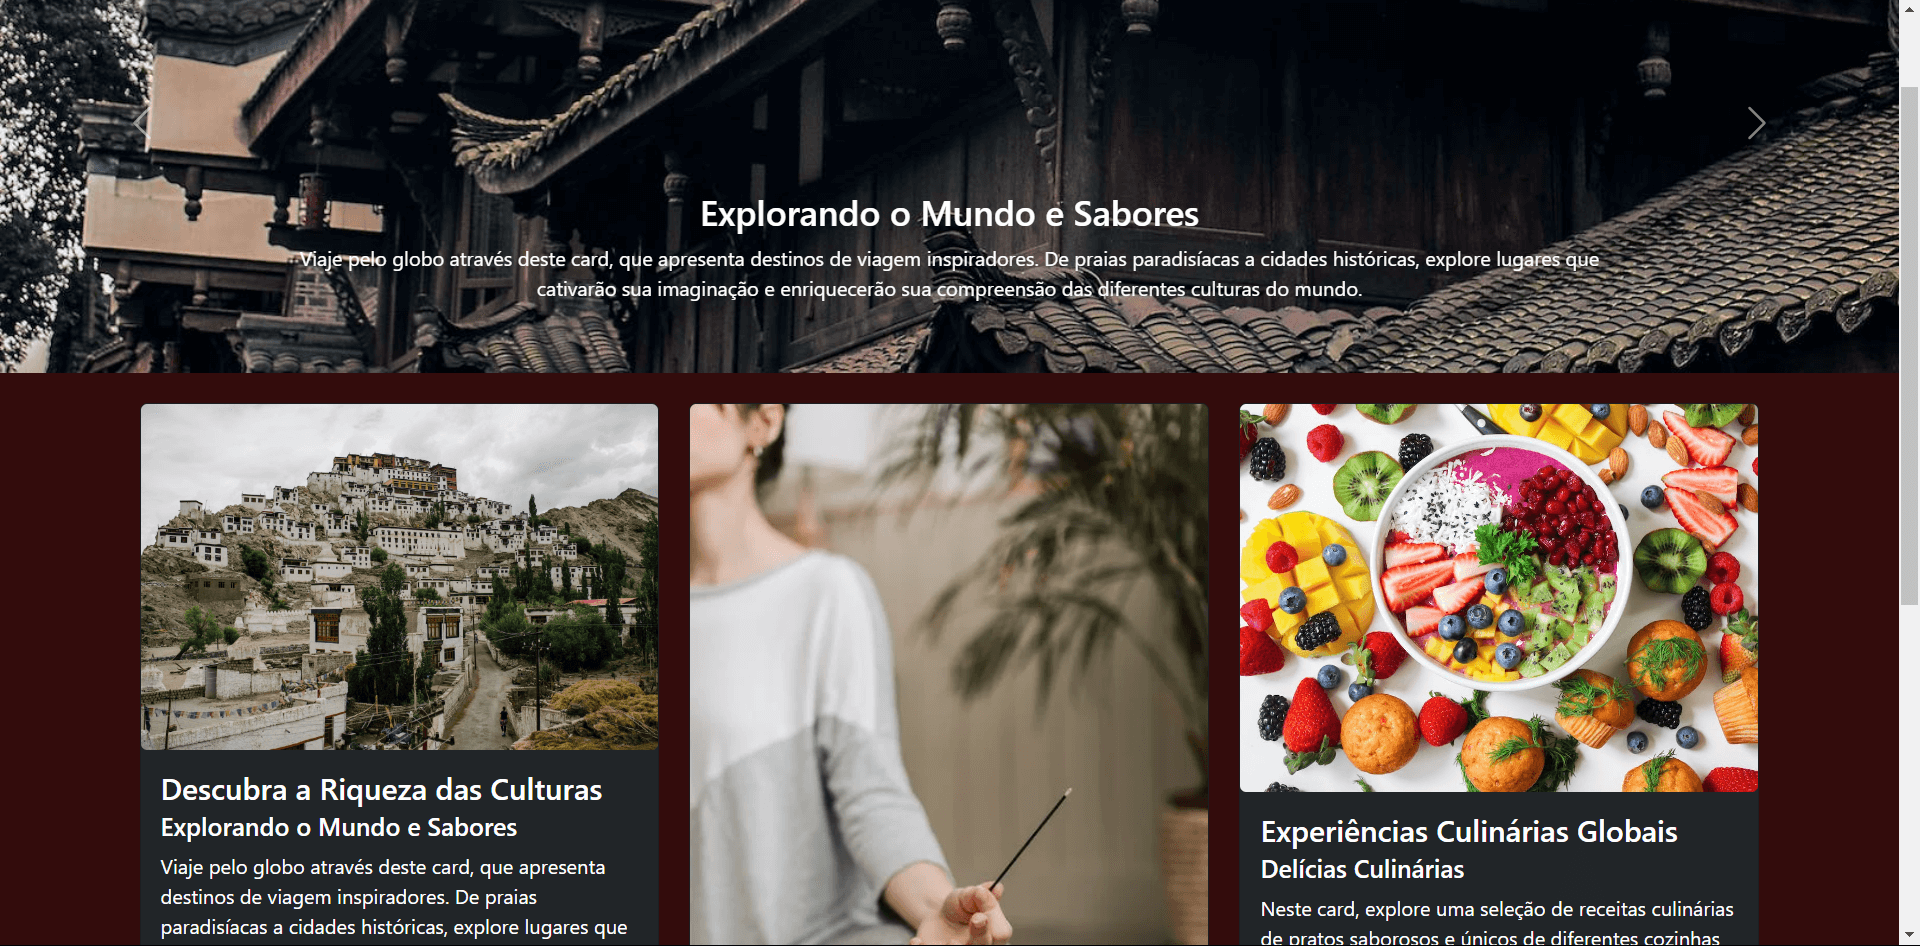 Explorando o Mundo e Sabores
Viaje pelo globo através deste card, que apresenta destinos de viagem inspiradores. De praias paradisíacas a cidades históricas, explore lugares que
cativarão sua imaginação e enriquecerão sua compreensão das diferentes culturas do mundo.
Descubra a Riqueza das Culturas
Explorando o Mundo e Sabores
Viaje pelo globo através deste card, que apresenta
destinos de viagem inspiradores. De praias
paradisíacas a cidades históricas, explore lugares que
Experiências Culinárias Globais
Delícias Culinárias
Neste card, explore uma seleção de receitas culinárias
de pratos saborosos e únicos de diferentes cozinhas